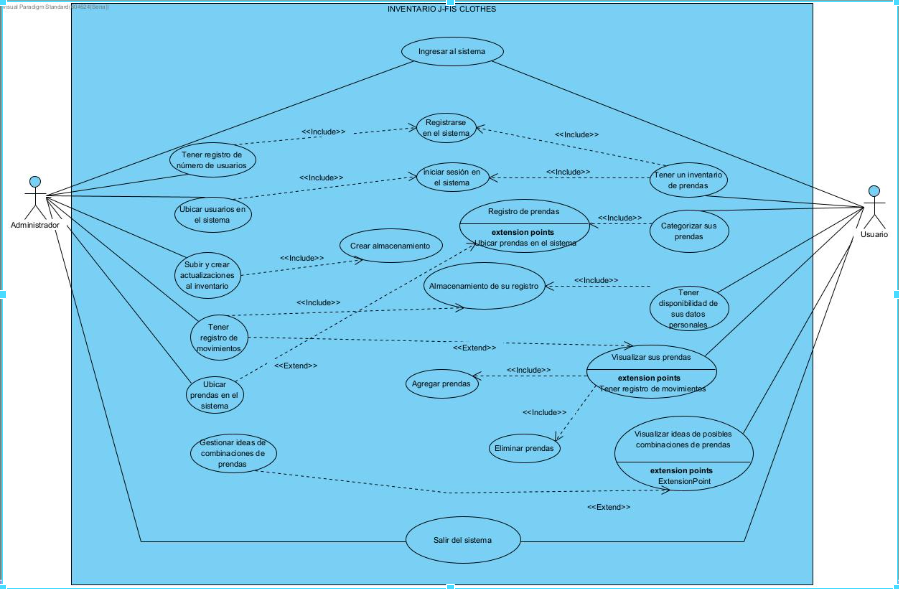 INVENTARIO J-FIS CLOTHES
Ingresar al sistema
Registrarse
en el sistema
<<Include>>
<<Include>>
Tener registro de
número de usuarios
iniciar sesión en
el sistema
<<Include>>
<<Include>>
Tener un inventario
de prendas
Administrador
Usuario
Ubicar usuarios en
el sistema
Registro de prendas
extension points
Ubicar prendas en el sistema
<<Include>>
Categorizar sus
prendas
Crear almacenamiento
<<Include>>
Subir y crear
actualizaciones
al inventario
Almacenamiento de su registro
<<Include>>
<<Include>>
Tener
disponibilidad de
sus datos
personales
Tener
registro de
movimientos
<<Extend>>
<<Extend>>
Visualizar sus prendas
extension points
Tener registro de movimientos
<<Include>>
Agregar prendas
Ubicar
prendas en el
sistema
<<Include>>
Eliminar prendas
Gestionar ideas de
combinaciones de
prendas
Visualizar ideas de posibles
combinaciones de prendas
extension points
ExtensionPoint
<<Extend>>
Salir del sistema